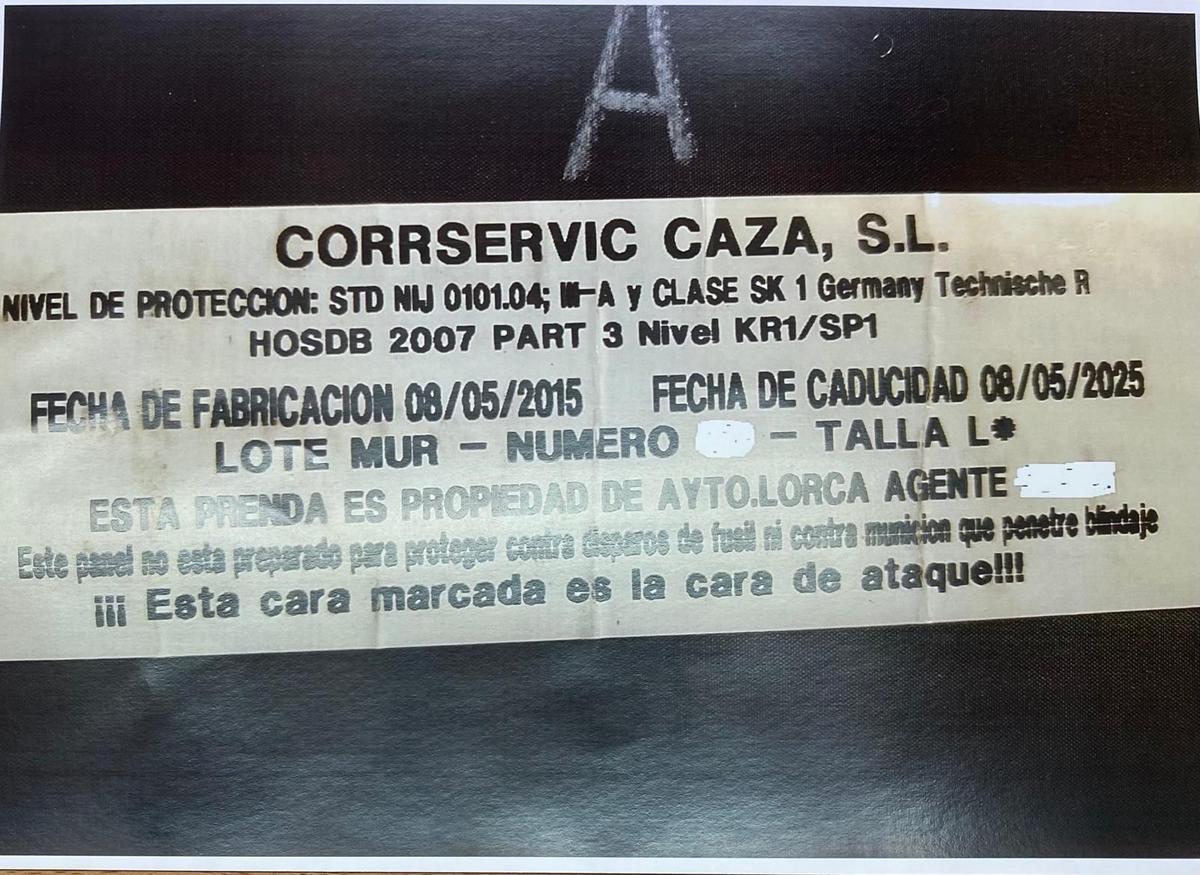 A
CORRSERVIC CAZA, S.L.
NIVEL DE PROTECCION: STD NIJ 0101.04; III-A y CLASE SK 1 Germany Technische R
HOSDB 2007 PART 3 Nivel KR1/SP1
FECHA DE FABRICACION 08/05/2015 FECHA DE CADUCIDAD 08/05/2025
LOTE MUR - NUMERO - TALLA L*
ESTA PRENDA ES PROPIEDAD DE AYTO.LORCA AGENTE
Este panel no esta preparado para proteger contra disparos de fusil ni contra municion que penetre blindaje
¡¡¡ Esta cara marcada es la cara de ataque!!!